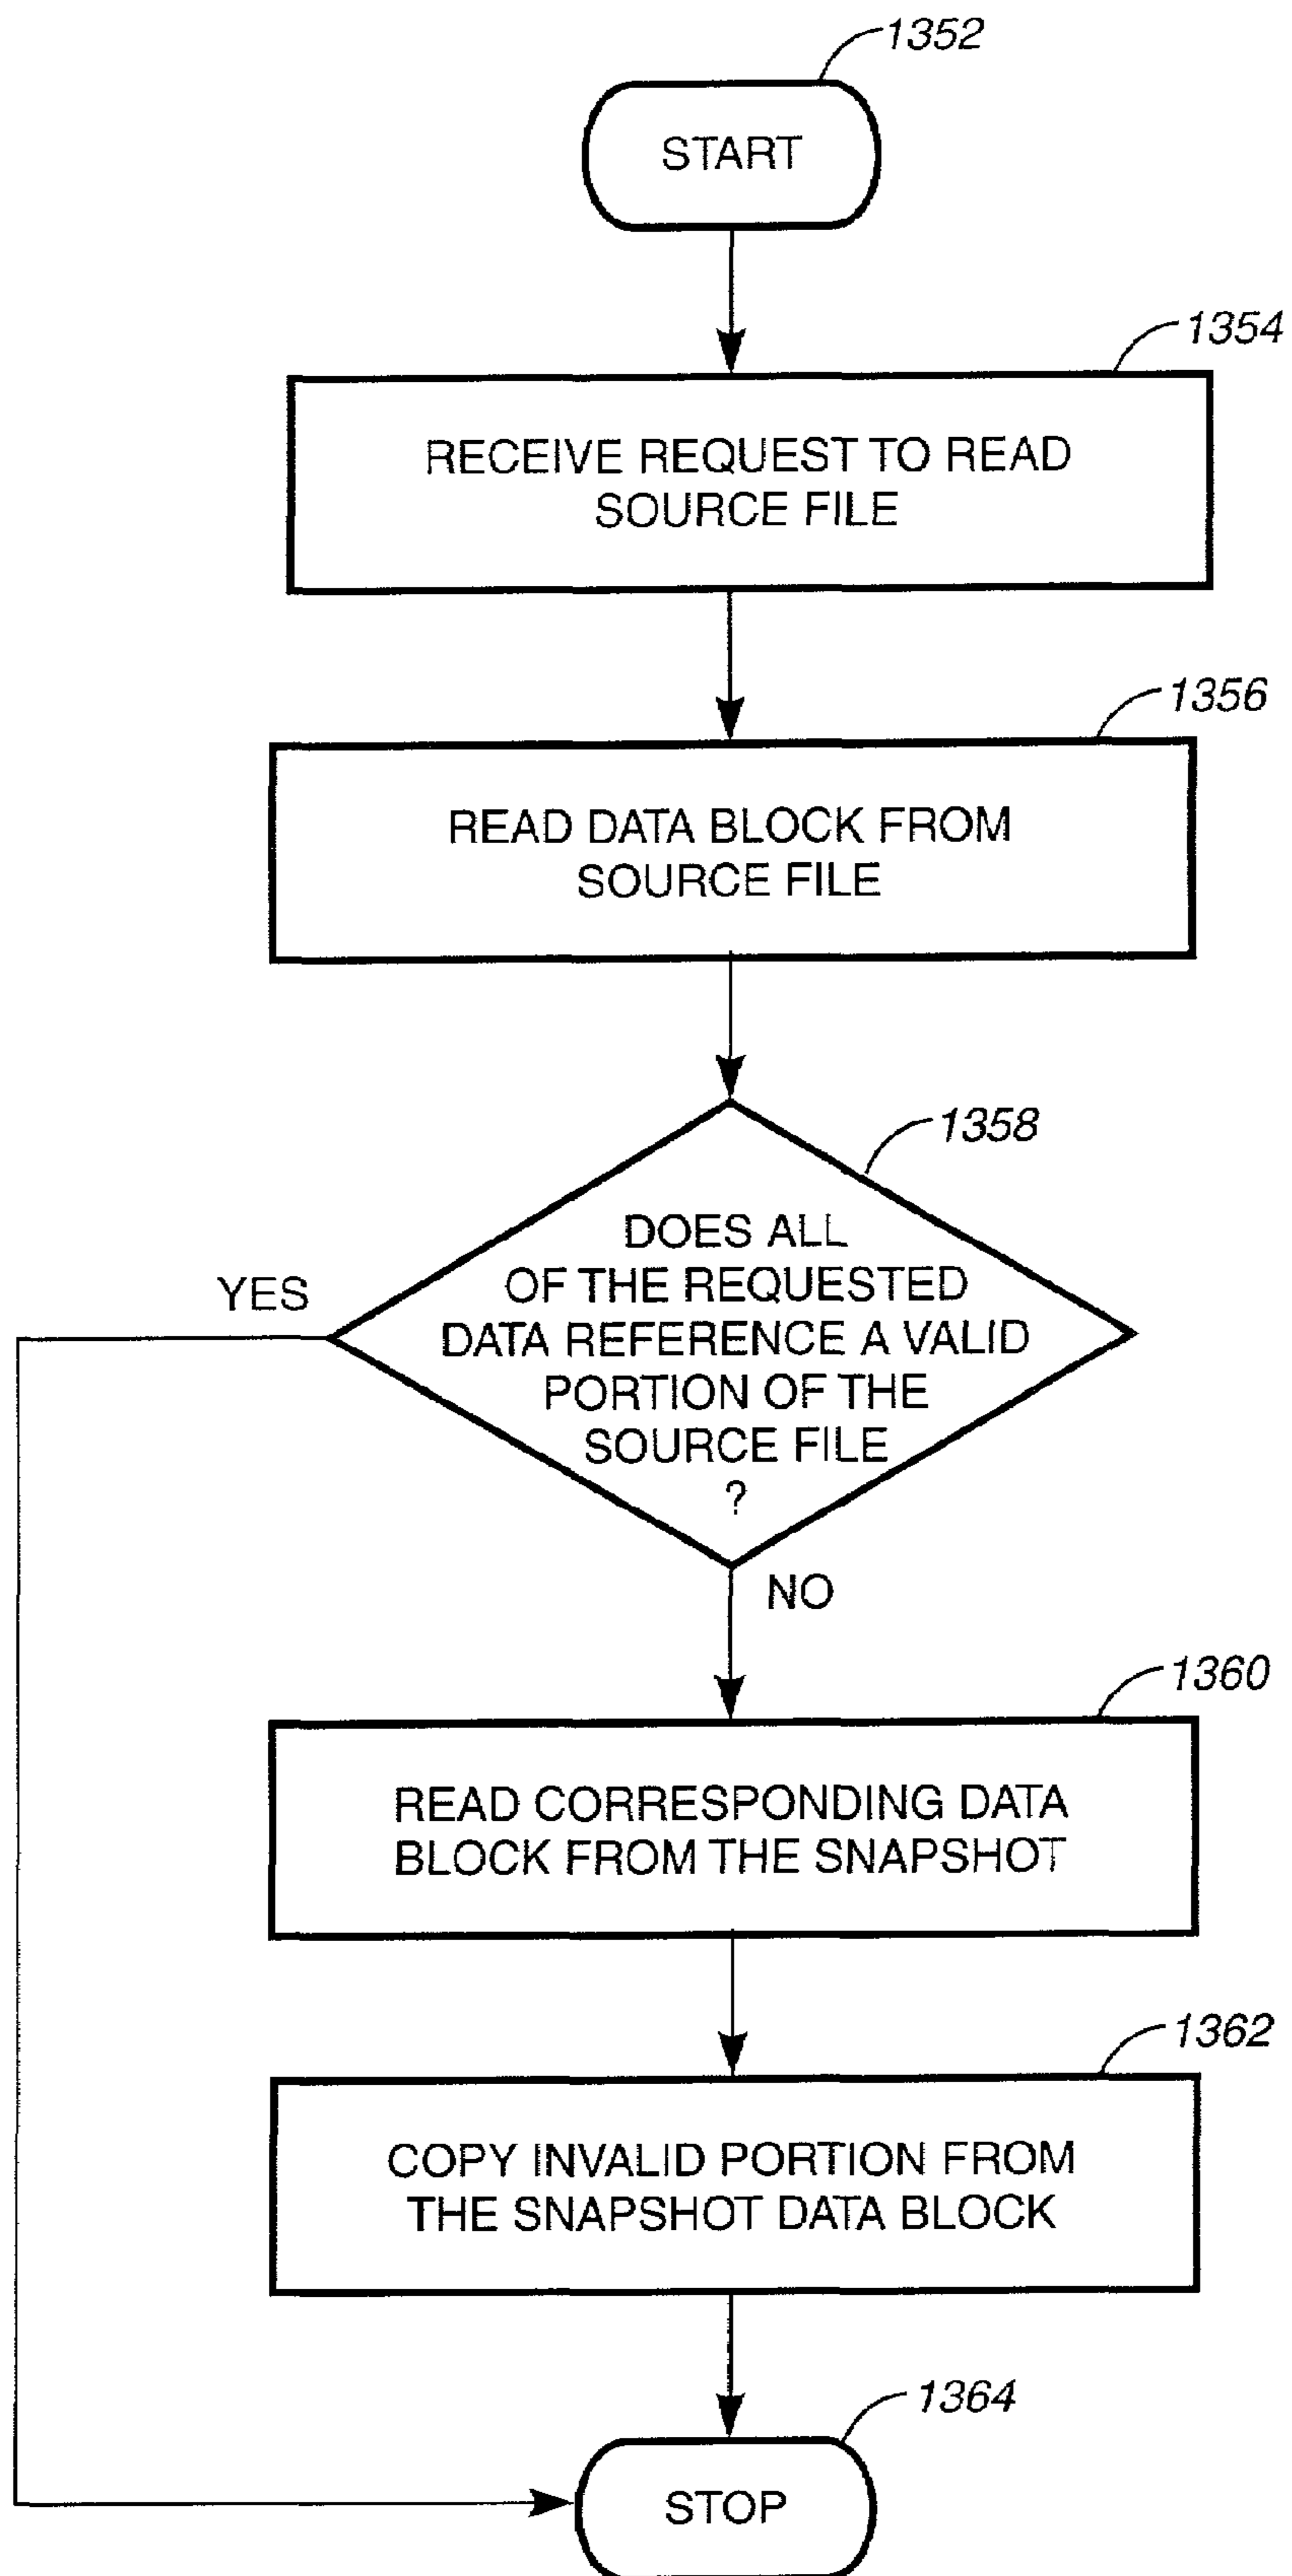 1352
START
1354
RECEIVE REQUEST TO READ
SOURCE FILE
1356
READ DATA BLOCK FROM
SOURCE FILE
1358
DOES ALL
OF THE REQUESTED
DATA REFERENCE A VALID
PORTION OF THE
SOURCE FILE
?
YES
NO
1360
READ CORRESPONDING DATA
BLOCK FROM THE SNAPSHOT
1362
COPY INVALID PORTION FROM
THE SNAPSHOT DATA BLOCK
1364
STOP